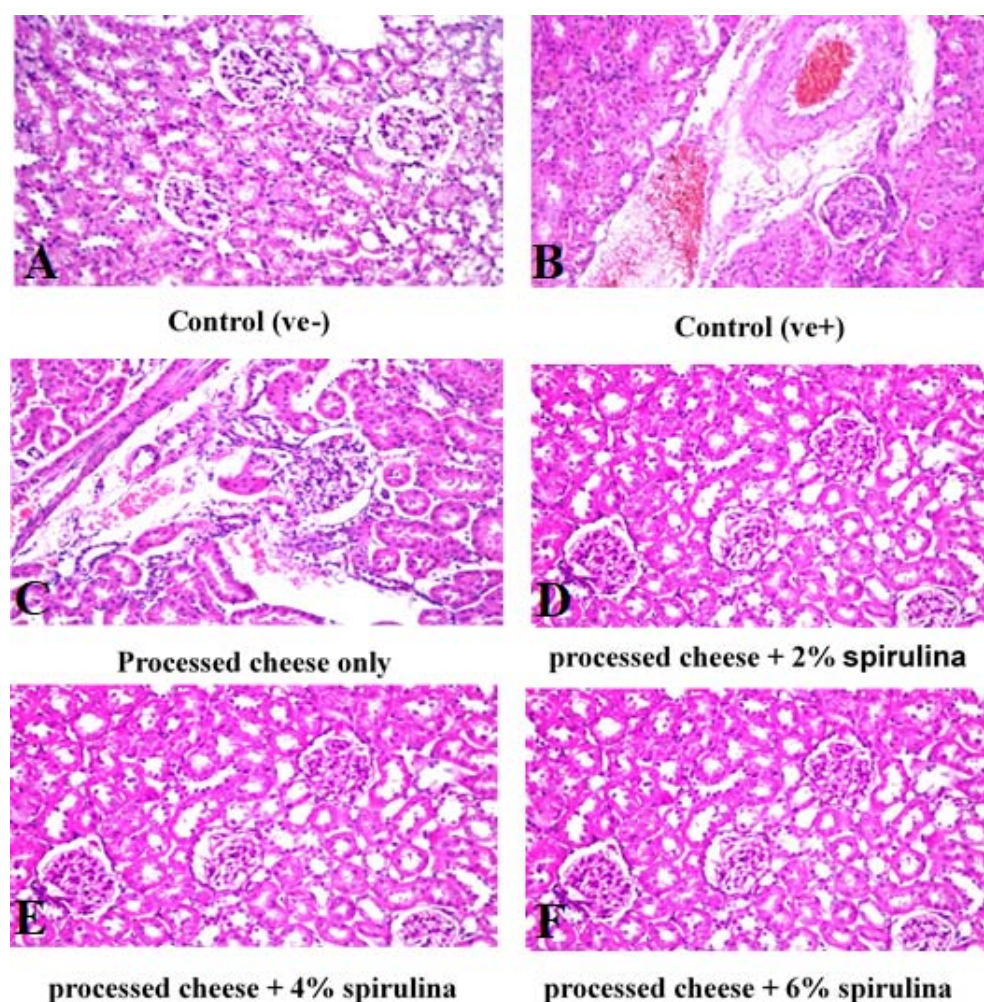 A
B
Control (ve-)
Control (ve+)
C
D
Processed cheese only
processed cheese + 2% spirulina
E
F
processed cheese + 4% spirulina
processed cheese + 6% spirulina